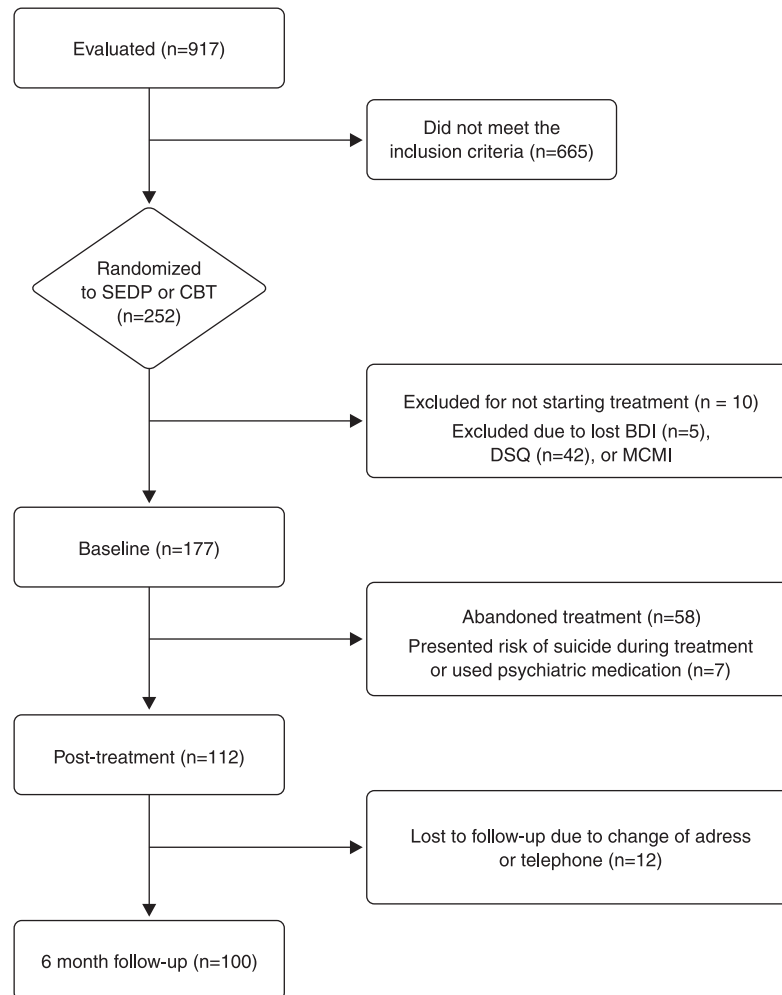 Evaluated (n=917)
Did not meet the
inclusion criteria (n=665)
Randomized
to SEDP or CBT
(n=252)
Excluded for not starting treatment (n = 10)
Excluded due to lost BDI (n=5),
DSQ (n=42), or MCMI
Baseline (n=177)
Abandoned treatment (n=58)
Presented risk of suicide during treatment
or used psychiatric medication (n=7)
Post-treatment (n=112)
Lost to follow-up due to change of adress
or telephone (n=12)
6 month follow-up (n=100)